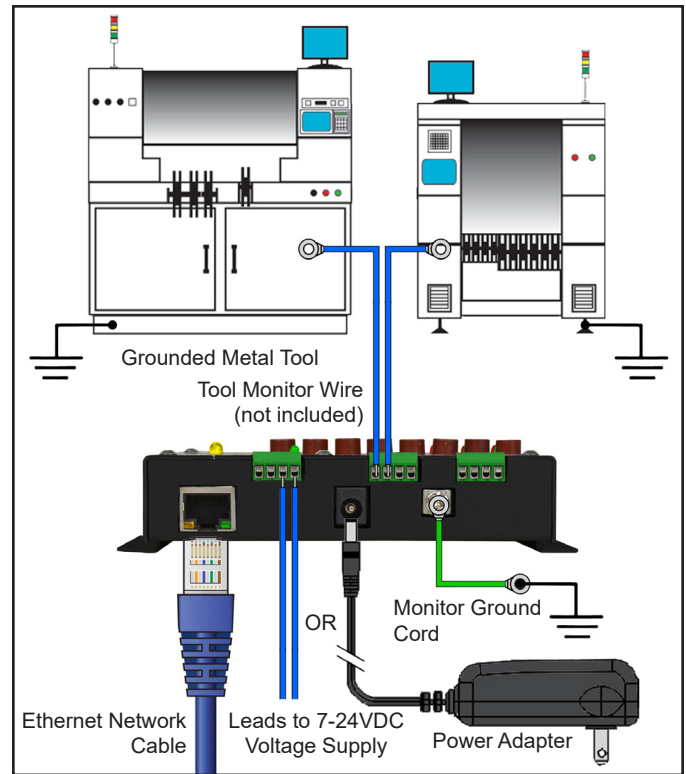 Grounded Metal Tool
Tool Monitor Wire
(not included)
OR
Monitor Ground
Cord
Ethernet Network
Cable
Leads to 7-24VDC
Voltage Supply
Power Adapter